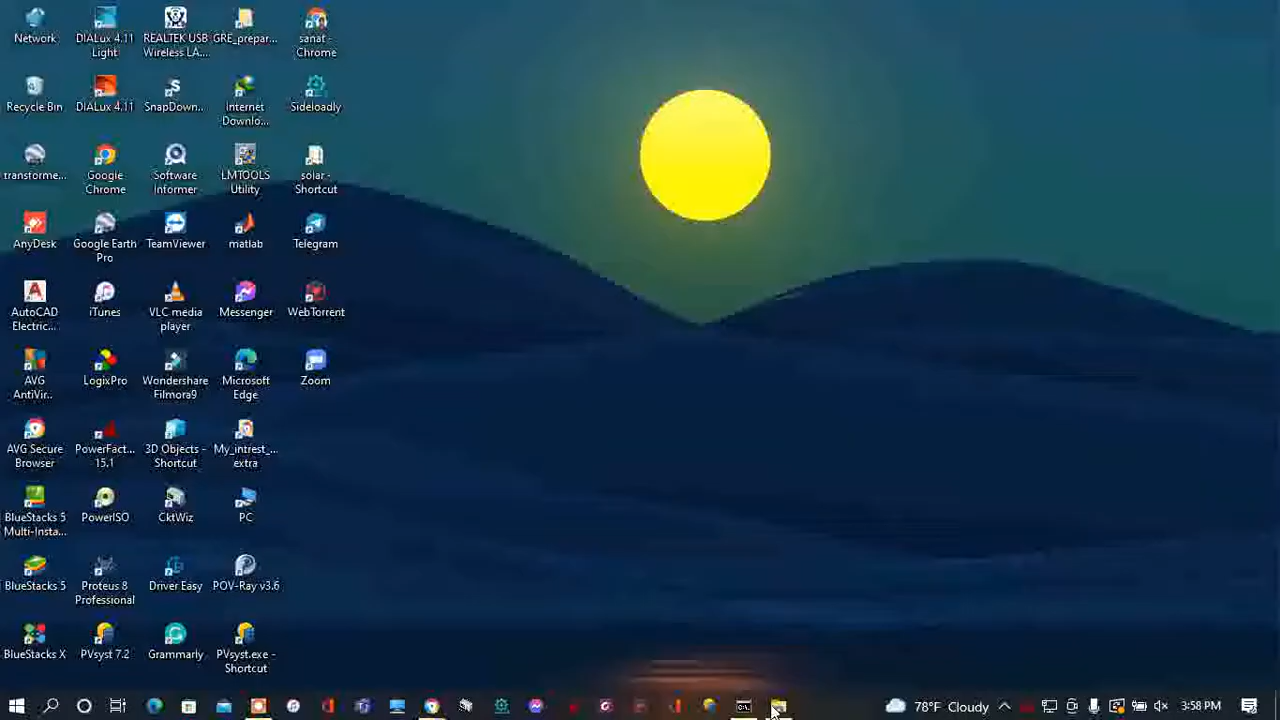 Network
DIALux 4.11
Light
REALTEK USB
Wireless LA...
GRE_prepar...
sanat -
Chrome
Recycle Bin
DIALux 4.11
SnapDown...
Internet
Downlo...
Sideloadly
transforme...
Google
Chrome
Software
Informer
LMTOOLS
Utility
solar -
Shortcut
AnyDesk
Google Earth
Pro
TeamViewer
matlab
Telegram
AutoCAD
Electric...
iTunes
VLC media
player
Messenger
WebTorrent
AVG
AntiVir...
LogixPro
Wondershare
Filmora9
Microsoft
Edge
Zoom
AVG Secure
Browser
PowerFact...
15.1
3D Objects -
Shortcut
My_intrest_...
extra
BlueStacks 5
Multi-Insta...
PowerISO
CktWiz
PC
BlueStacks 5
Proteus 8
Professional
Driver Easy
POV-Ray v3.6
BlueStacks X
PVsyst 7.2
Grammarly
PVsyst.exe -
Shortcut
78°F Cloudy
3:58 PM